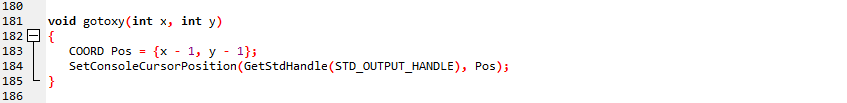 180
181 void gotoxy(int x, int y)
182 {
183 COORD Pos = {x - 1, y - 1};
184 SetConsoleCursorPosition(GetStdHandle(STD_OUTPUT_HANDLE), Pos);
185 }
186